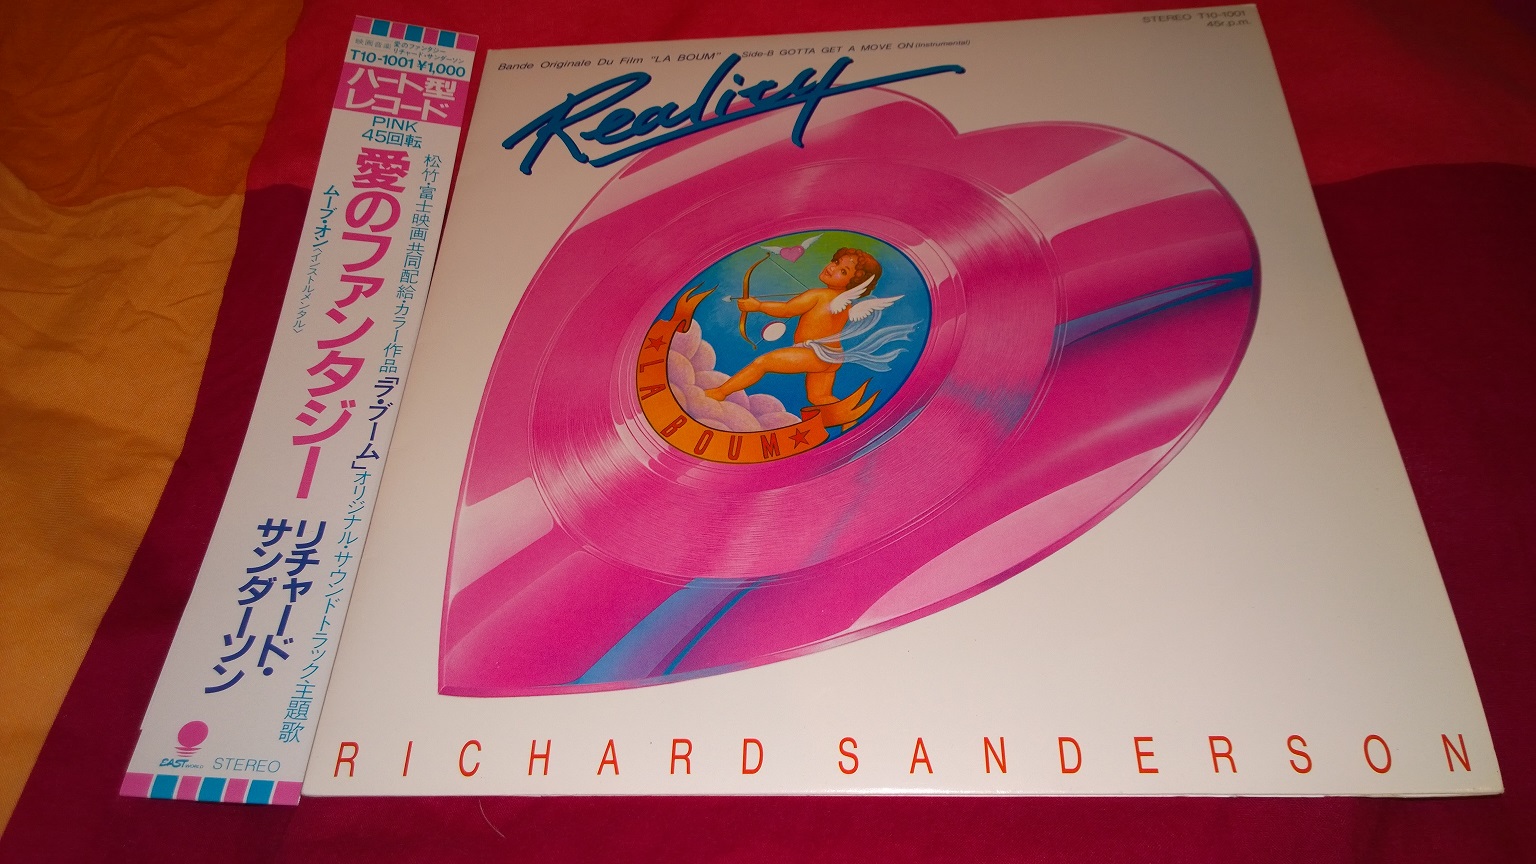 映画音楽 愛のファンタジー
リチャード・サンダーソン
T10-1001 ¥1,000
ハート型
レコード
PINK
45回転
松竹・富士映画共同配給・カラー作品「ラ・ブーム」オリジナル・サウンドトラック・主題歌
愛のファンタジー
ムーブ・オン〈インストルメンタル〉
リチャード・
サンダーソン
EAST WORLD
STEREO
STEREO T10-1001
45r.p.m.
Bande Originale Du Film "LA BOUM" Side-B GOTTA GET A MOVE ON (Instrumental)
Reality
LA BOUM
RICHARD SANDERSON